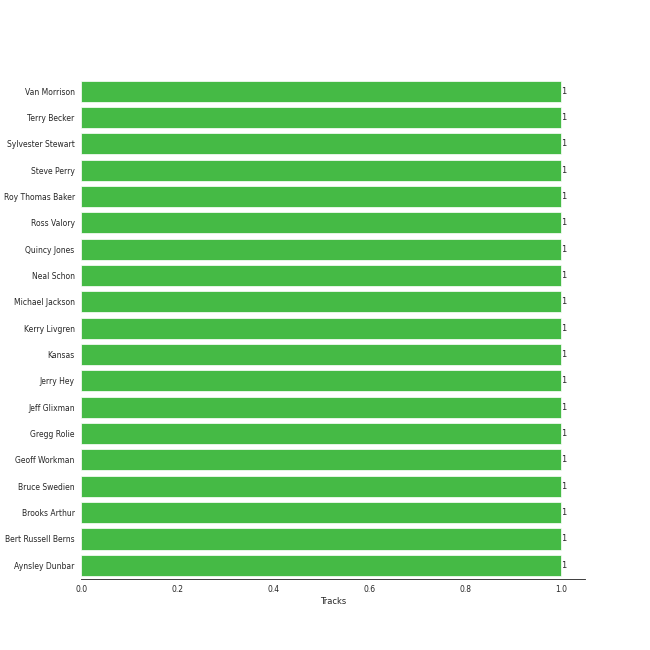 Van Morrison 1
Terry Becker 1
Sylvester Stewart 1
Steve Perry 1
Roy Thomas Baker 1
Ross Valory 1
Quincy Jones 1
Neal Schon 1
Michael Jackson 1
Kerry Livgren 1
Kansas 1
Jerry Hey 1
Jeff Glixman 1
Gregg Rolie 1
Geoff Workman 1
Bruce Swedien 1
Brooks Arthur 1
Bert Russell Berns 1
Aynsley Dunbar 1
0.0 0.2 0.4 0.6 0.8 1.0
Tracks